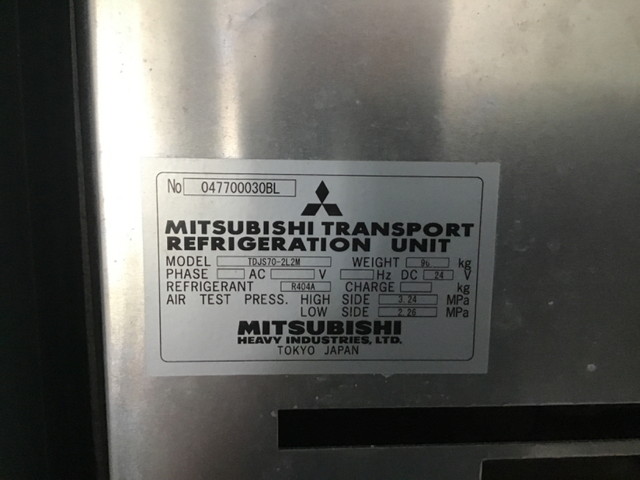 No 047700030BL
MITSUBISHI TRANSPORT
REFRIGERATION UNIT
MODEL TDJS70-2L2M WEIGHT kg
PHASE AC V Hz DC 24 V
REFRIGERANT R404A CHARGE kg
AIR TEST PRESS. HIGH SIDE 3.24 MPa
LOW SIDE 2.26 MPa
MITSUBISHI
HEAVY INDUSTRIES, LTD.
TOKYO JAPAN